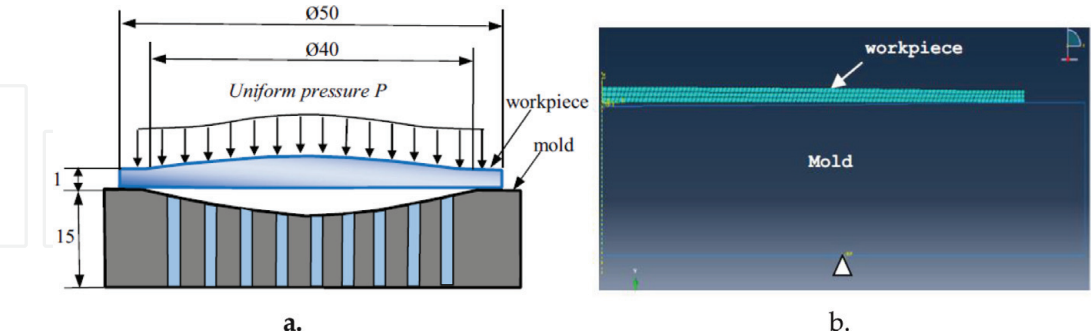 Ø50
Ø40
Uniform pressure P
workpiece
mold
1
15
a.
workpiece
Mold
b.